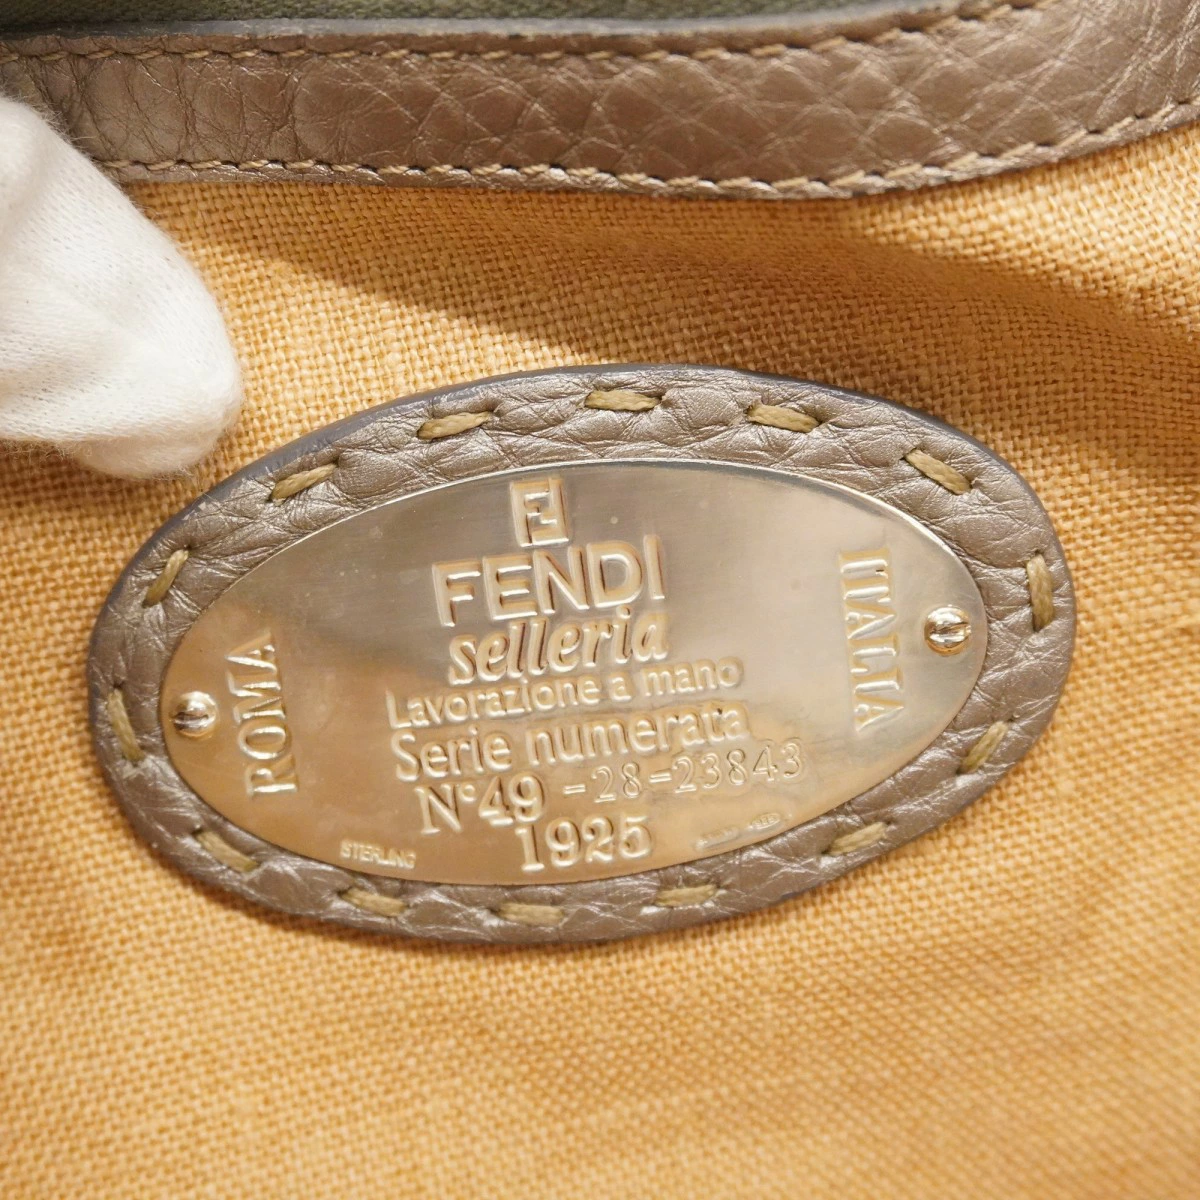 FENDI
selleria
Lavorazione a mano
Serie numerata
N°49 -28-23843
1925
ROMA
ITALIA
STERLING